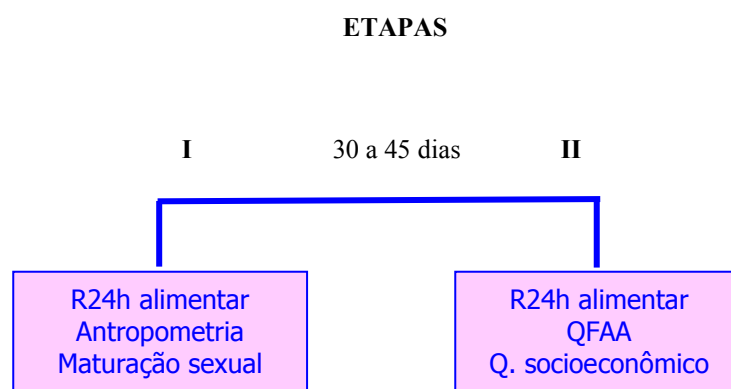 ETAPAS
I 30 a 45 dias II
R24h alimentar
Antropometria
Maturação sexual
R24h alimentar
QFAA
Q. socioeconômico